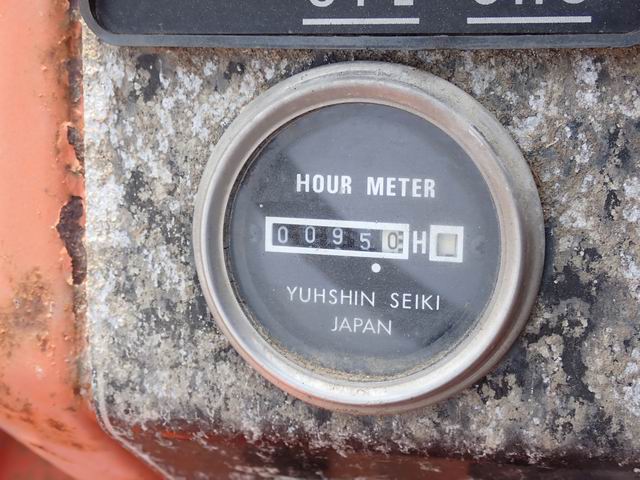 HOUR METER
00950 H
YUHSHIN SEIKI
JAPAN